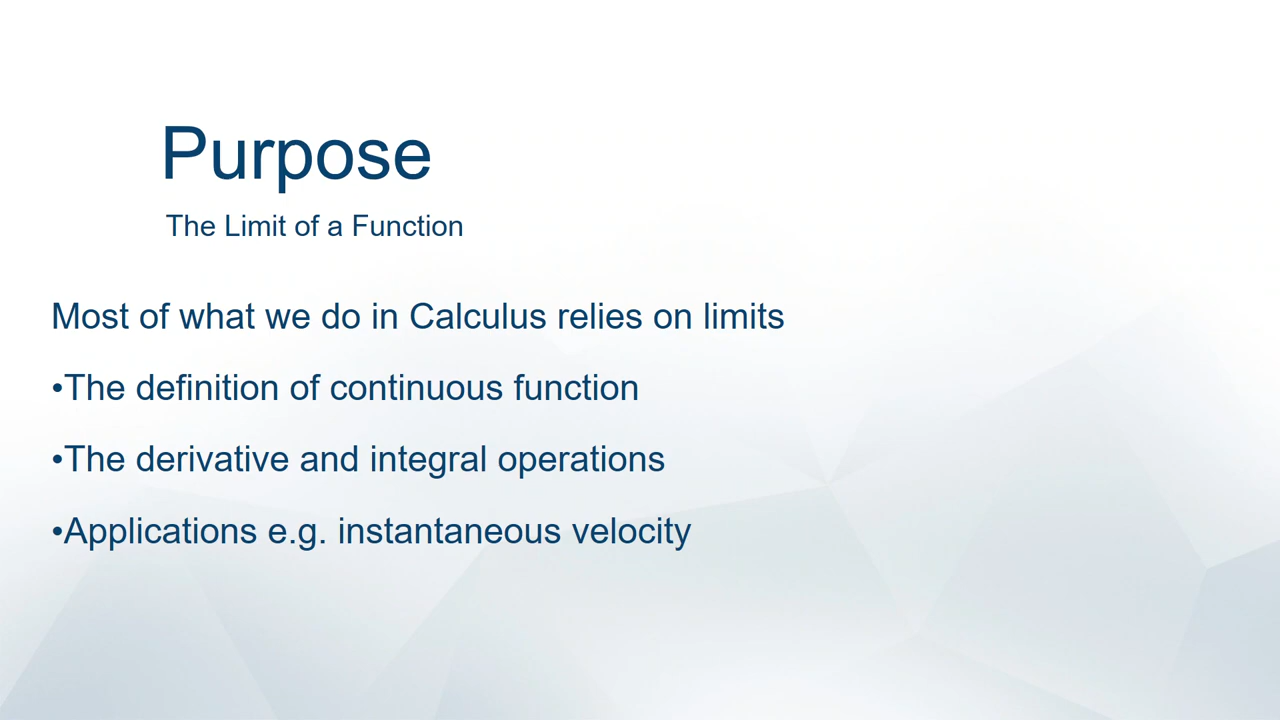 Purpose
The Limit of a Function
Most of what we do in Calculus relies on limits
•The definition of continuous function
•The derivative and integral operations
•Applications e.g. instantaneous velocity